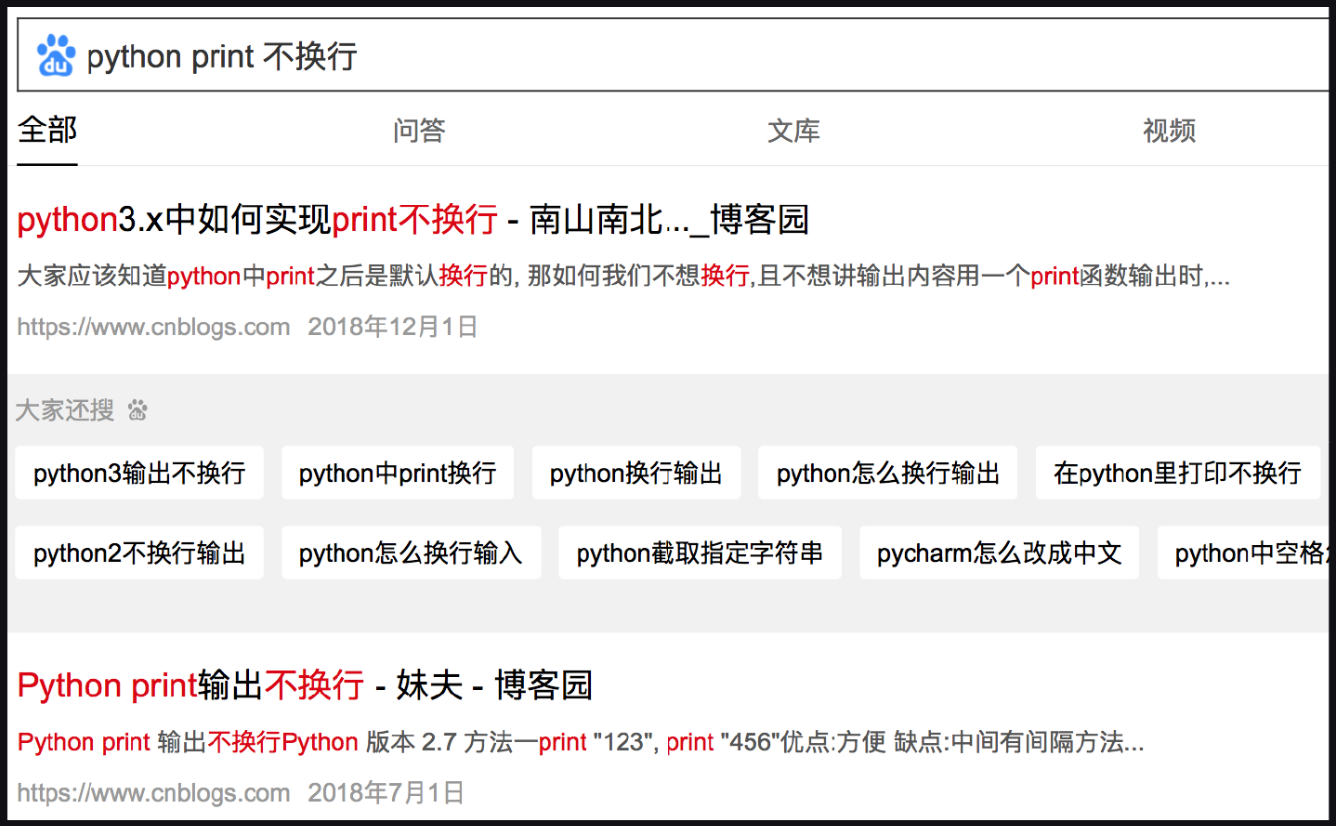 du python print 不换行
全部 问答 文库 视频
python3.x中如何实现print不换行 - 南山南北..._博客园
大家应该知道python中print之后是默认换行的, 那如何我们不想换行,且不想讲输出内容用一个print函数输出时,...
https://www.cnblogs.com 2018年12月1日
大家还搜 du
python3输出不换行 python中print换行 python换行输出 python怎么换行输出 在python里打印不换行
python2不换行输出 python怎么换行输入 python截取指定字符串 pycharm怎么改成中文 python中空格
Python print输出不换行 - 妹夫 - 博客园
Python print 输出不换行Python 版本 2.7 方法一print "123", print "456"优点:方便 缺点:中间有间隔方法...
https://www.cnblogs.com 2018年7月1日